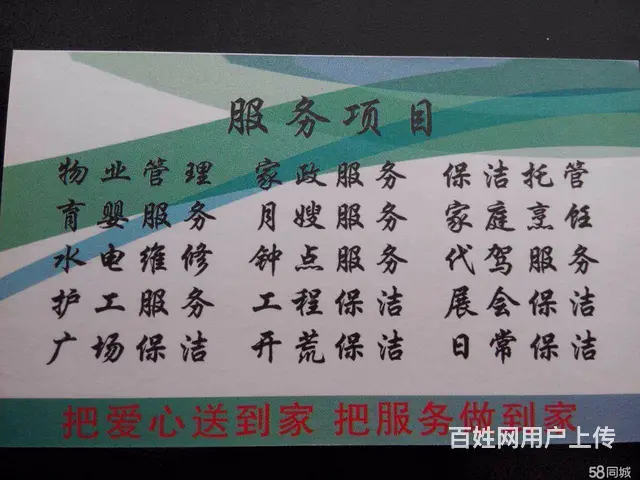 服务项目
物业管理 家政服务 保洁托管
育婴服务 月嫂服务 家庭烹饪
水电维修 钟点服务 代驾服务
护工服务 工程保洁 展会保洁
广场保洁 开荒保洁 日常保洁
把爱心送到家 把服务做到家
百姓网用户上传
58同城